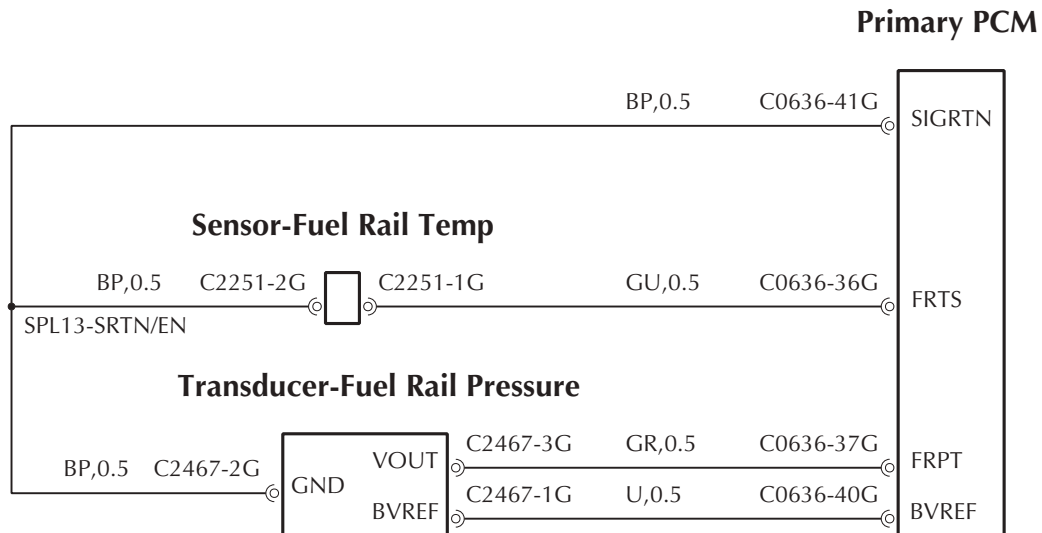 Primary PCM
BP,0.5 C0636-41G
SIGRTN
Sensor-Fuel Rail Temp
BP,0.5 C2251-2G C2251-1G GU,0.5 C0636-36G
FRTS
SPL13-SRTN/EN
Transducer-Fuel Rail Pressure
C2467-3G GR,0.5 C0636-37G
VOUT FRPT
BP,0.5 C2467-2G
GND
C2467-1G U,0.5 C0636-40G
BVREF BVREF